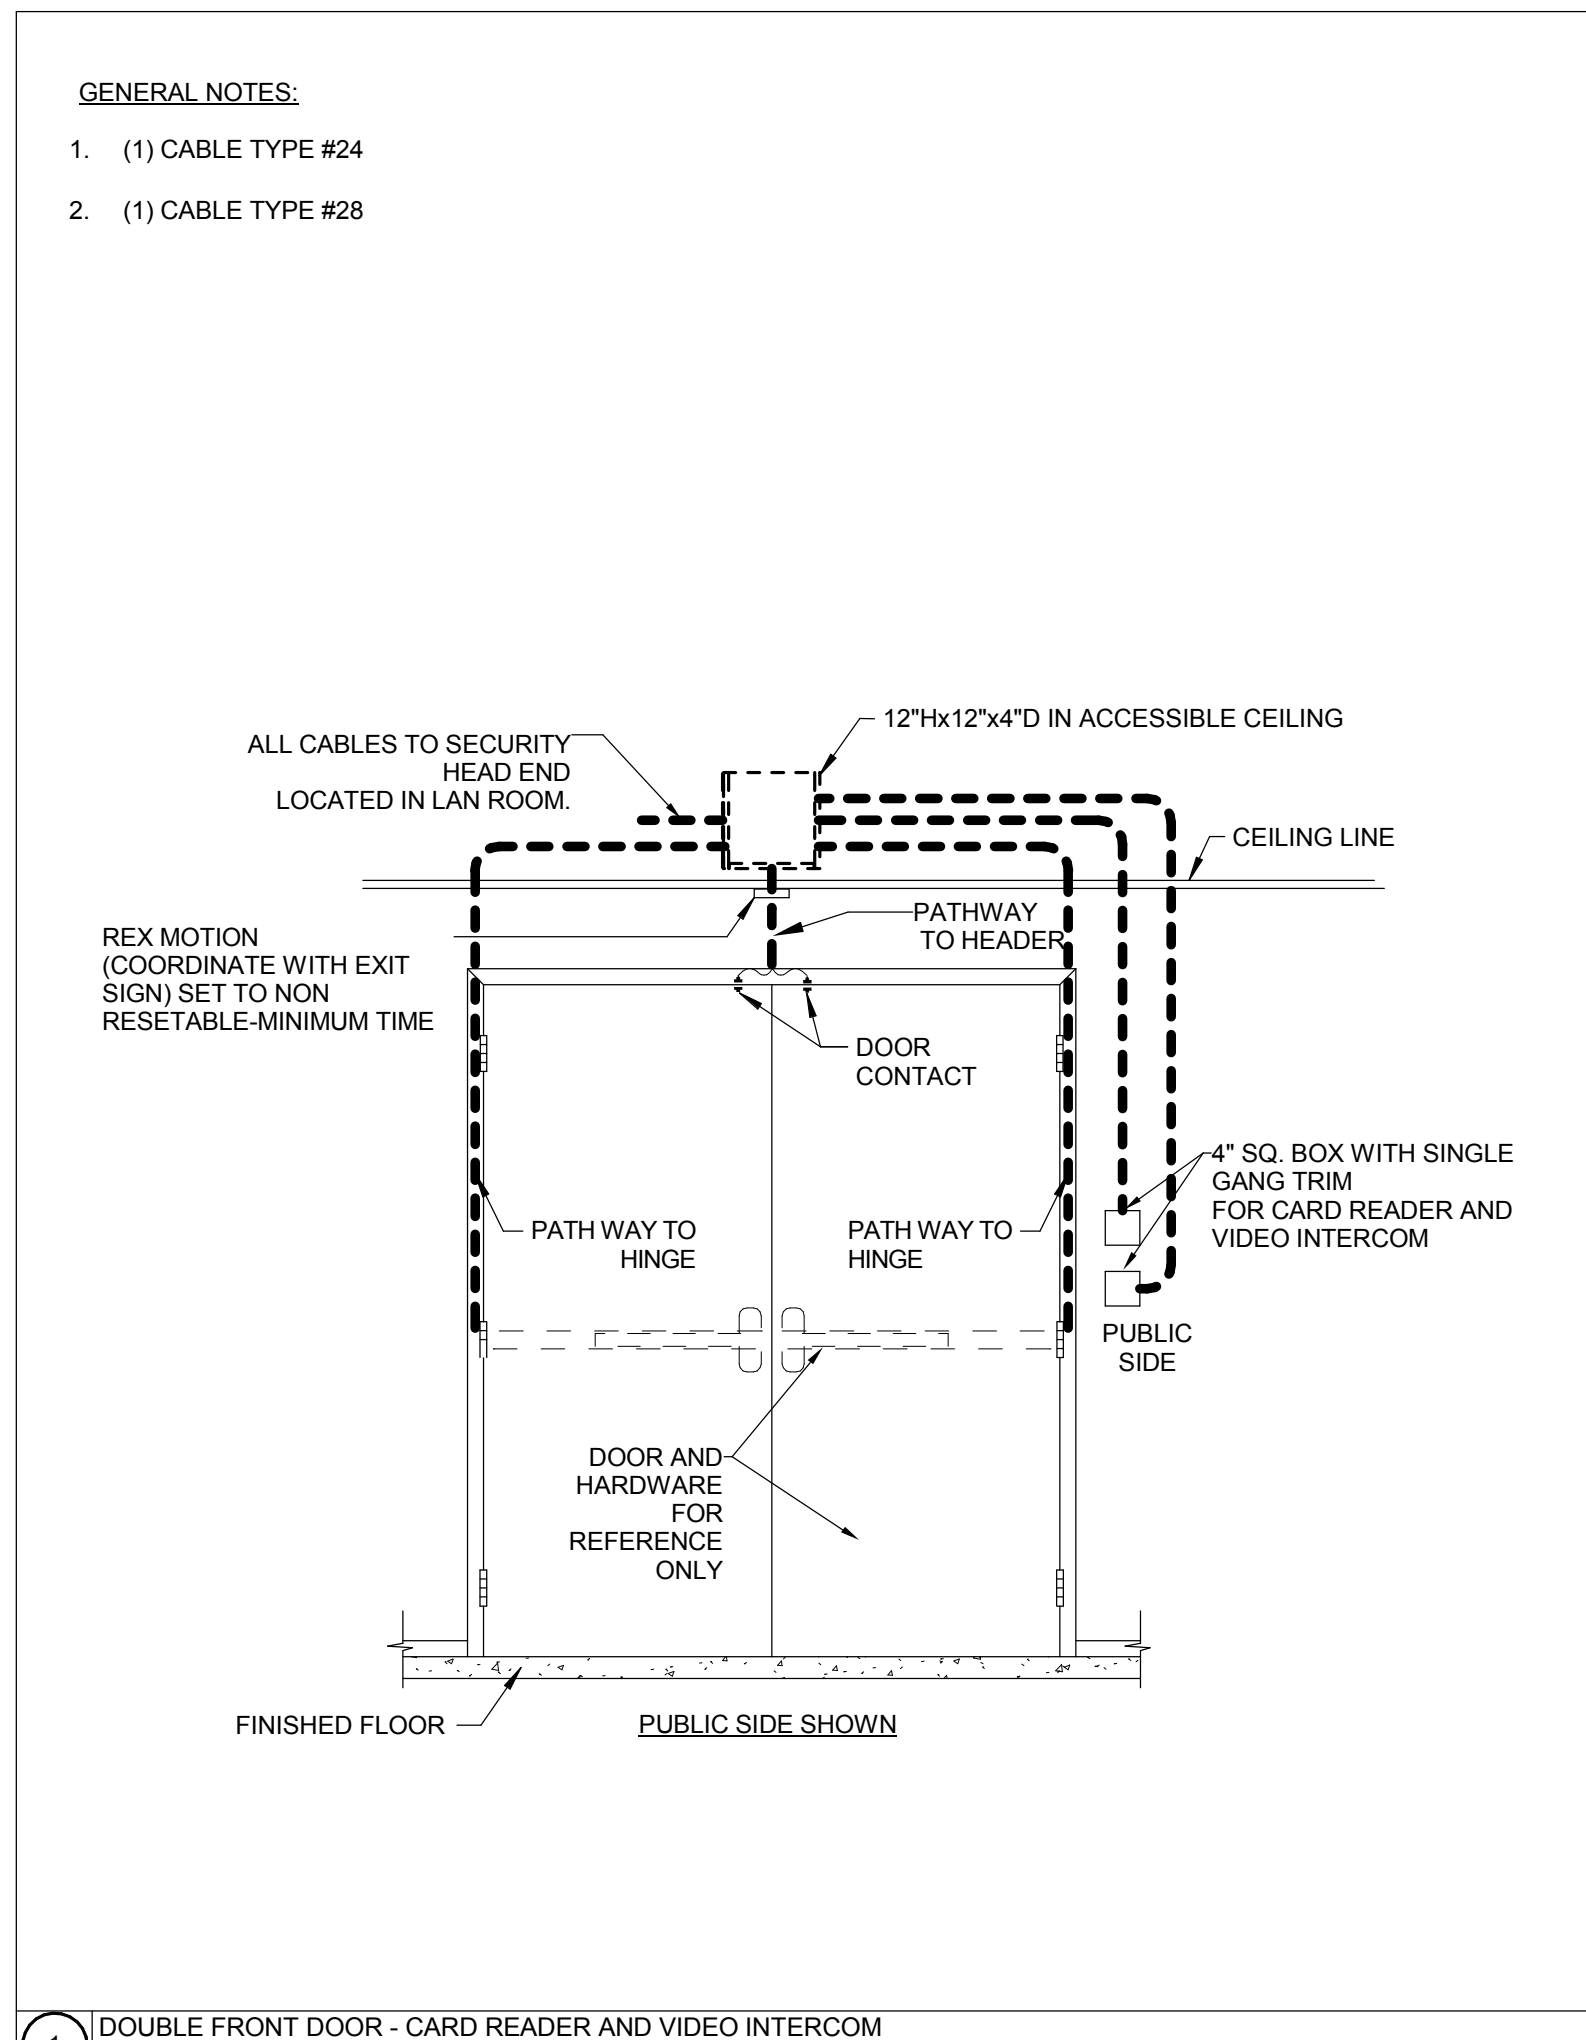 GENERAL NOTES:
1. (1) CABLE TYPE #24
2. (1) CABLE TYPE #28
12"Hx12"x4"D IN ACCESSIBLE CEILING
ALL CABLES TO SECURITY
HEAD END
LOCATED IN LAN ROOM.
CEILING LINE
PATHWAY
TO HEADER
REX MOTION
(COORDINATE WITH EXIT
SIGN) SET TO NON
RESETABLE-MINIMUM TIME
DOOR
CONTACT
4" SQ. BOX WITH SINGLE
GANG TRIM
FOR CARD READER AND
VIDEO INTERCOM
PATH WAY TO
HINGE
PATH WAY TO
HINGE
PUBLIC
SIDE
DOOR AND
HARDWARE
FOR
REFERENCE
ONLY
FINISHED FLOOR
PUBLIC SIDE SHOWN
DOUBLE FRONT DOOR - CARD READER AND VIDEO INTERCOM